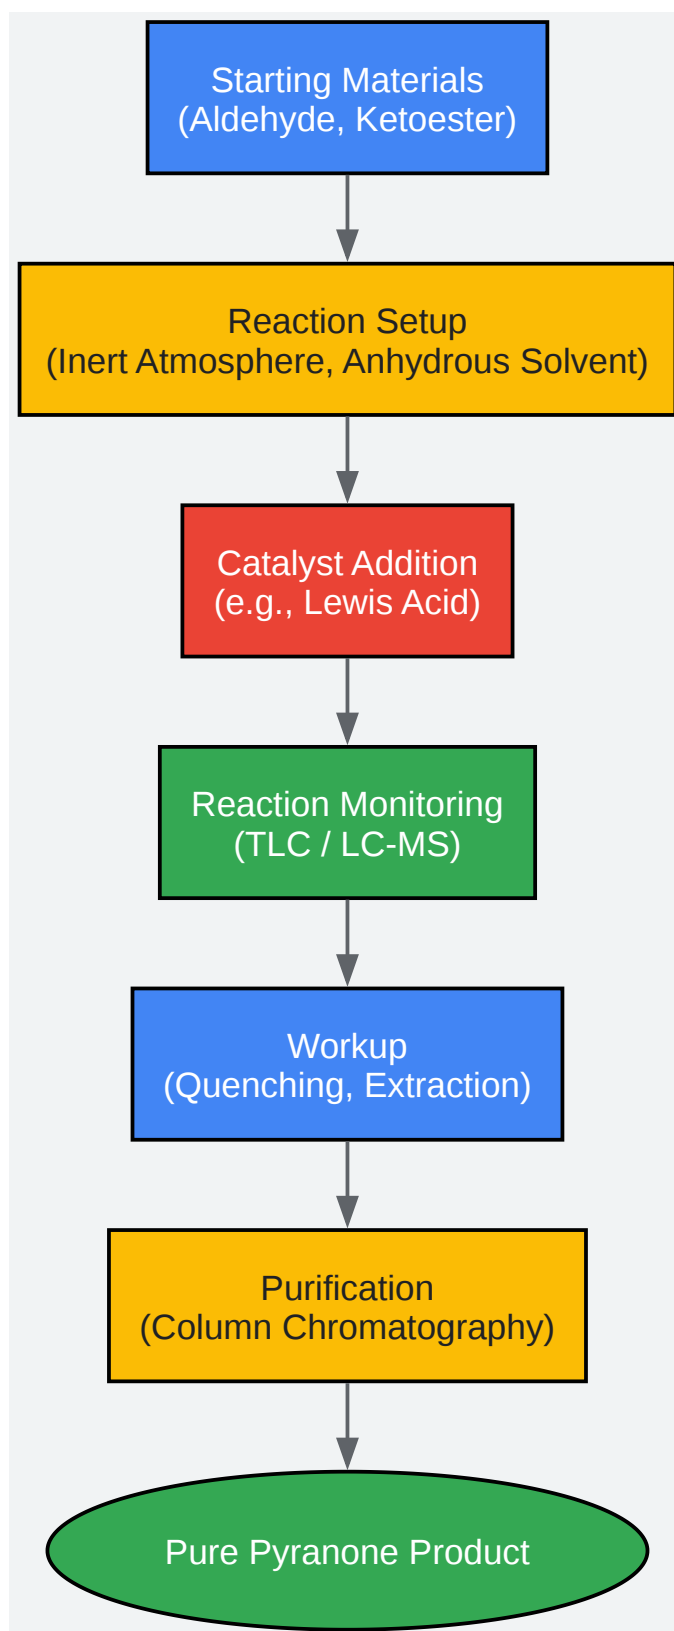 Starting Materials
(Aldehyde, Ketoester)
Reaction Setup
(Inert Atmosphere, Anhydrous Solvent)
Catalyst Addition
(e.g., Lewis Acid)
Reaction Monitoring
(TLC / LC-MS)
Workup
(Quenching, Extraction)
Purification
(Column Chromatography)
Pure Pyranone Product